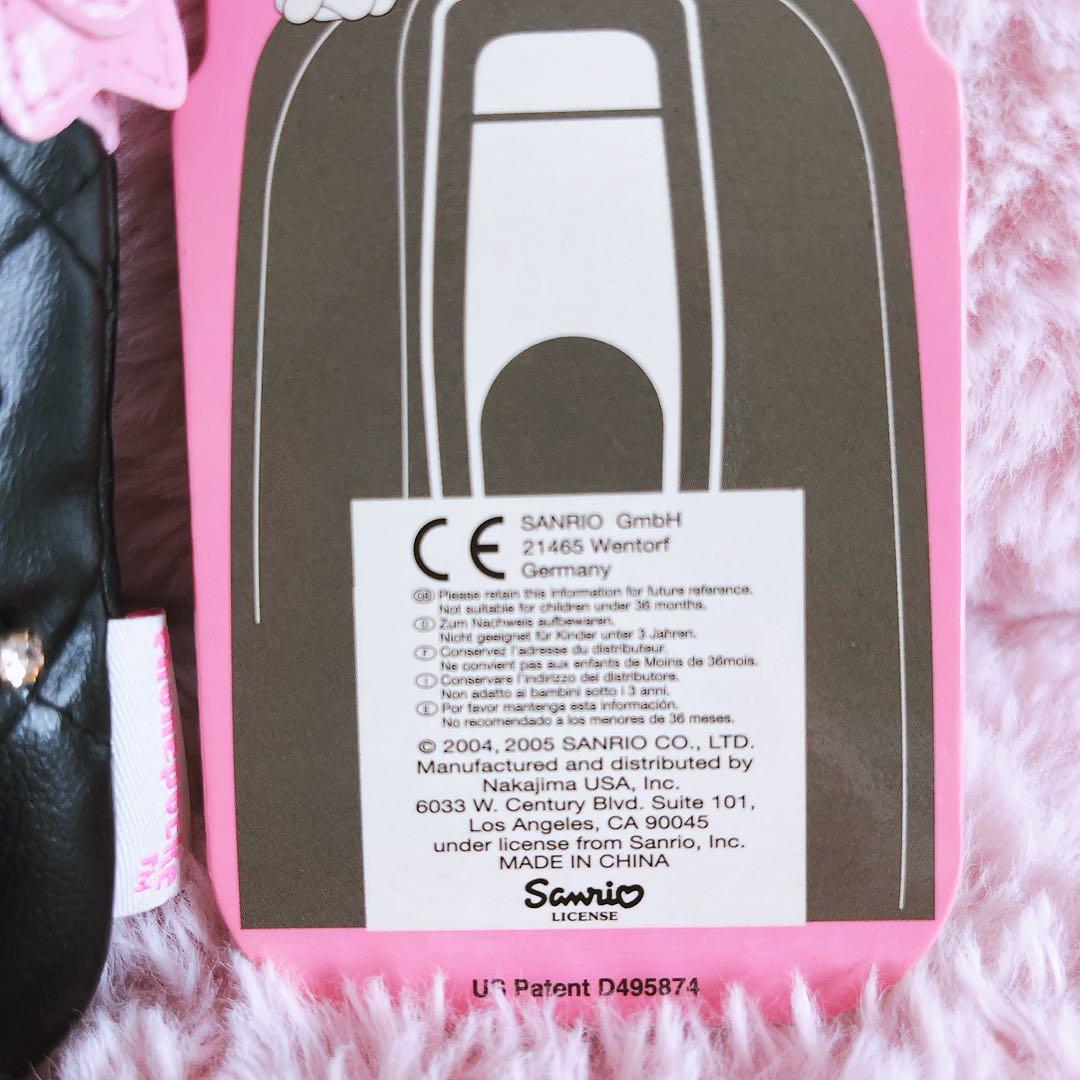 CE SANRIO GmbH
21465 Wentorf
Germany
GB Please retain this information for future reference.
Not suitable for children under 36 months.
D Zum Nachweis aufbewaren.
Nicht geeignet für Kinder unter 3 Jahren.
F Conservez l'adresse du distributeur.
Ne convient pas aux enfants de Moins de 36mois.
I Conservare l'indirizzo del distributore.
Non adatto ai bambini sotto i 3 anni.
E Por favor mantenga esta información.
No recomendado a los menores de 36 meses.
© 2004, 2005 SANRIO CO., LTD.
Manufactured and distributed by
Nakajima USA, Inc.
6033 W. Century Blvd. Suite 101,
Los Angeles, CA 90045
under license from Sanrio, Inc.
MADE IN CHINA
Sanrio
LICENSE
US Patent D495874
TM